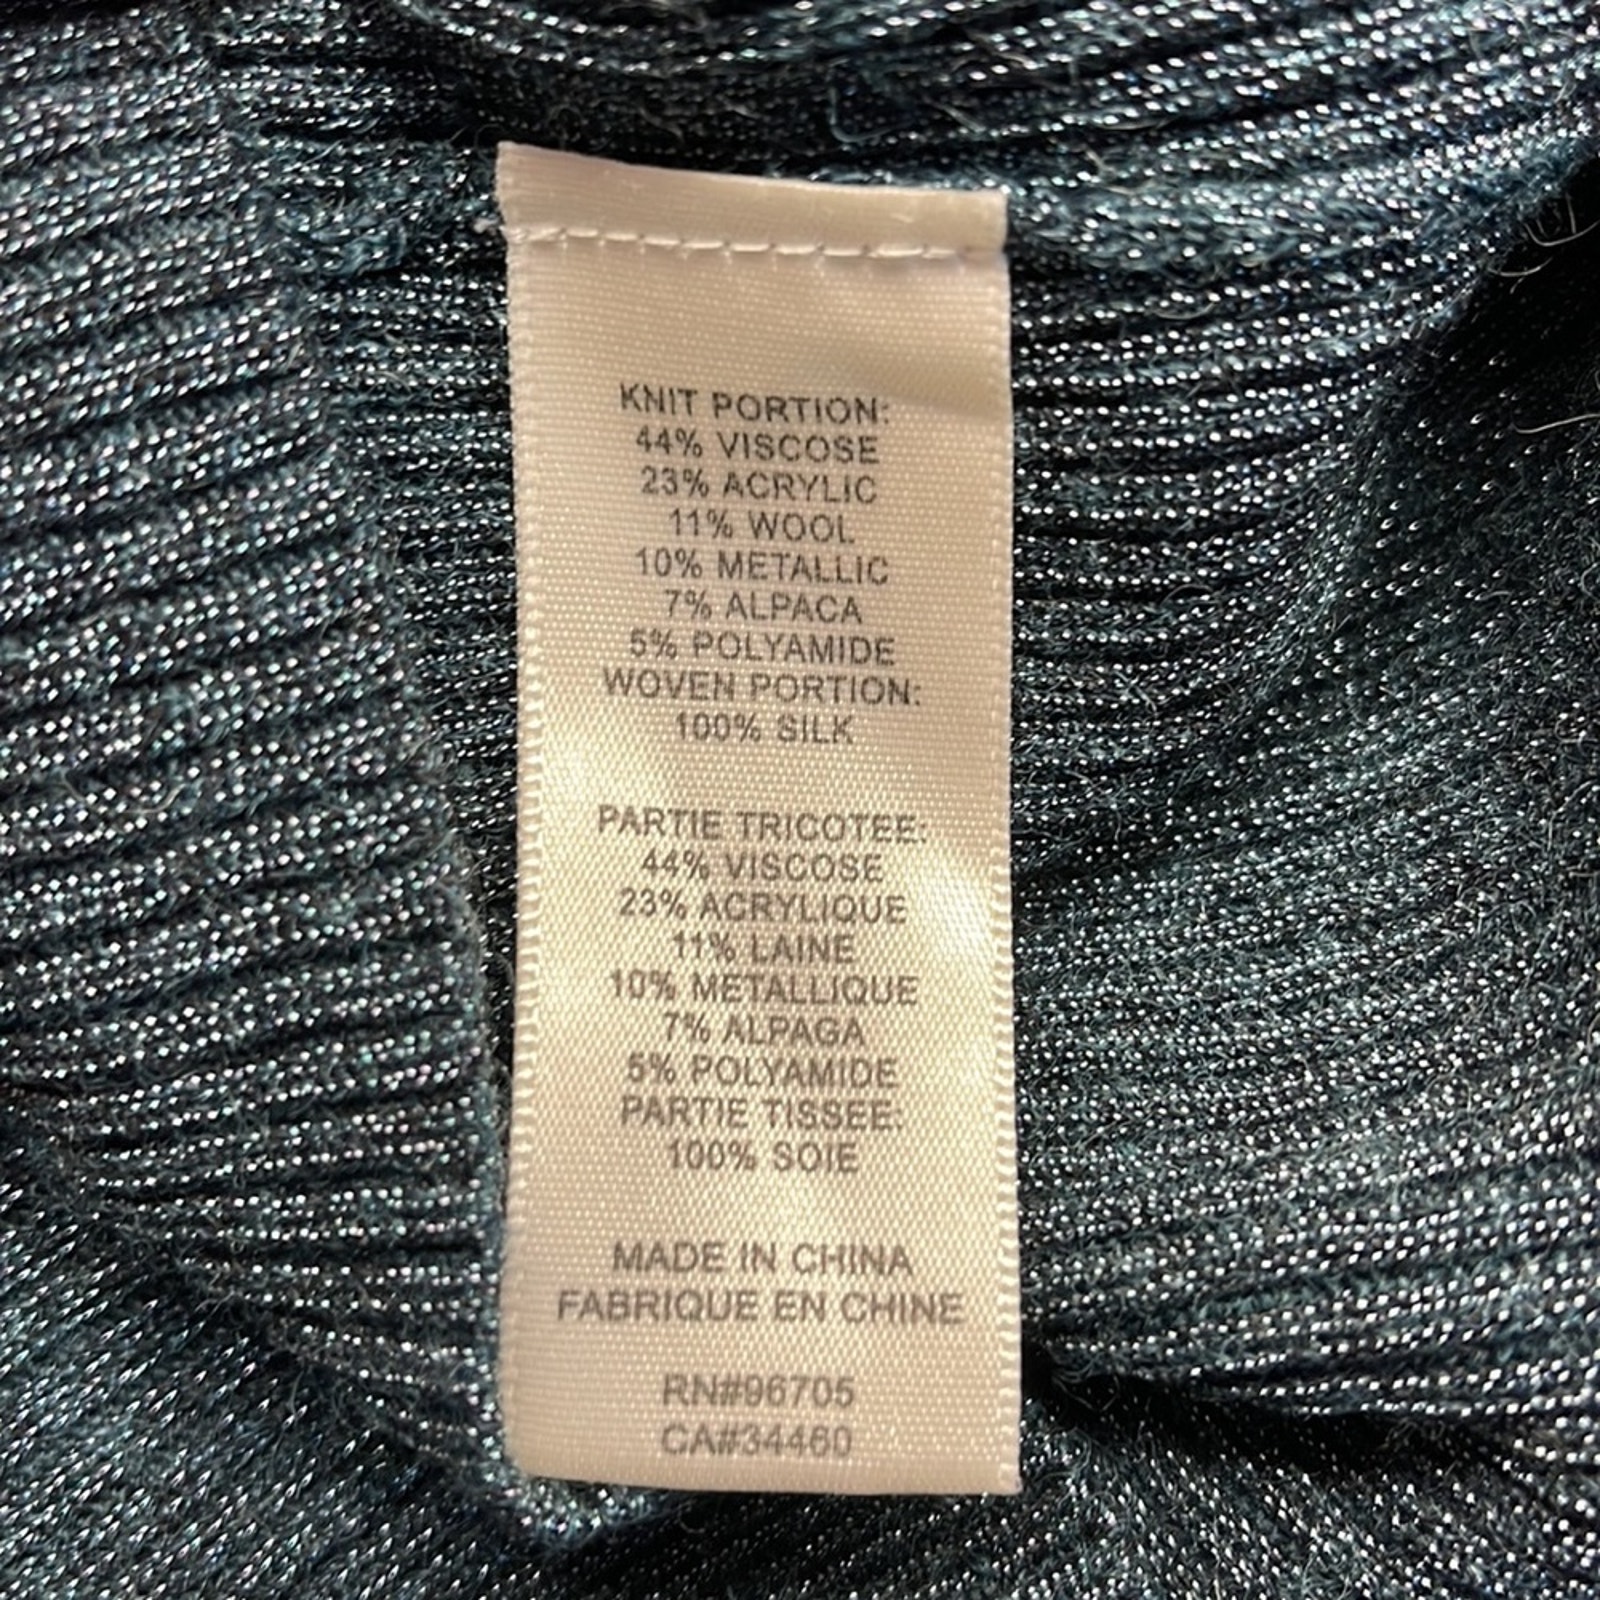 KNIT PORTION:
44% VISCOSE
23% ACRYLIC
11% WOOL
10% METALLIC
7% ALPACA
5% POLYAMIDE
WOVEN PORTION:
100% SILK
PARTIE TRICOTEE:
44% VISCOSE
23% ACRYLIQUE
11% LAINE
10% METALLIQUE
7% ALPAGA
5% POLYAMIDE
PARTIE TISSEE:
100% SOIE
MADE IN CHINA
FABRIQUE EN CHINE
RN#96705
CA#34460